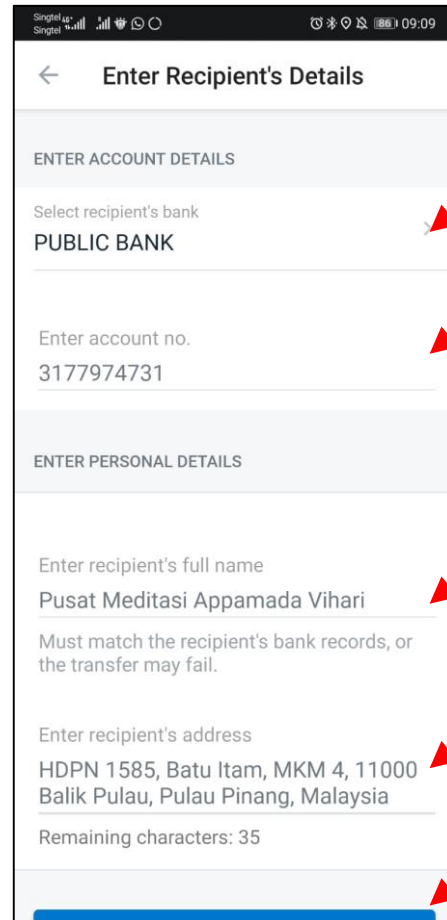 Singtel 4G+
Singtel 86 09:09
Enter Recipient's Details
ENTER ACCOUNT DETAILS
Select recipient's bank
PUBLIC BANK
Enter account no.
3177974731
ENTER PERSONAL DETAILS
Enter recipient's full name
Pusat Meditasi Appamada Vihari
Must match the recipient's bank records, or
the transfer may fail.
Enter recipient's address
HDPN 1585, Batu Itam, MKM 4, 11000
Balik Pulau, Pulau Pinang, Malaysia
Remaining characters: 35